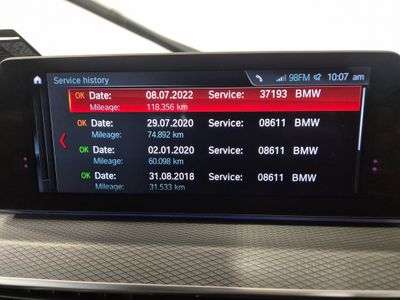 Service history 98FM 10:07 am
OK Date: 08.07.2022 Service: 37193 BMW
Mileage: 118.356 km
OK Date: 29.07.2020 Service: 08611 BMW
Mileage: 74.892 km
OK Date: 02.01.2020 Service: 08611 BMW
Mileage: 60.098 km
OK Date: 31.08.2018 Service: 08611 BMW
Mileage: 31.533 km